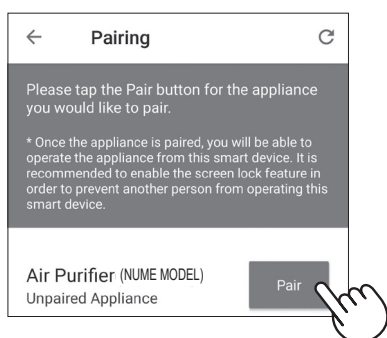 Pairing
Please tap the Pair button for the appliance
you would like to pair.
* Once the appliance is paired, you will be able to
operate the appliance from this smart device. It is
recommended to enable the screen lock feature in
order to prevent another person from operating this
smart device.
Air Purifier (NUME MODEL)
Unpaired Appliance
Pair